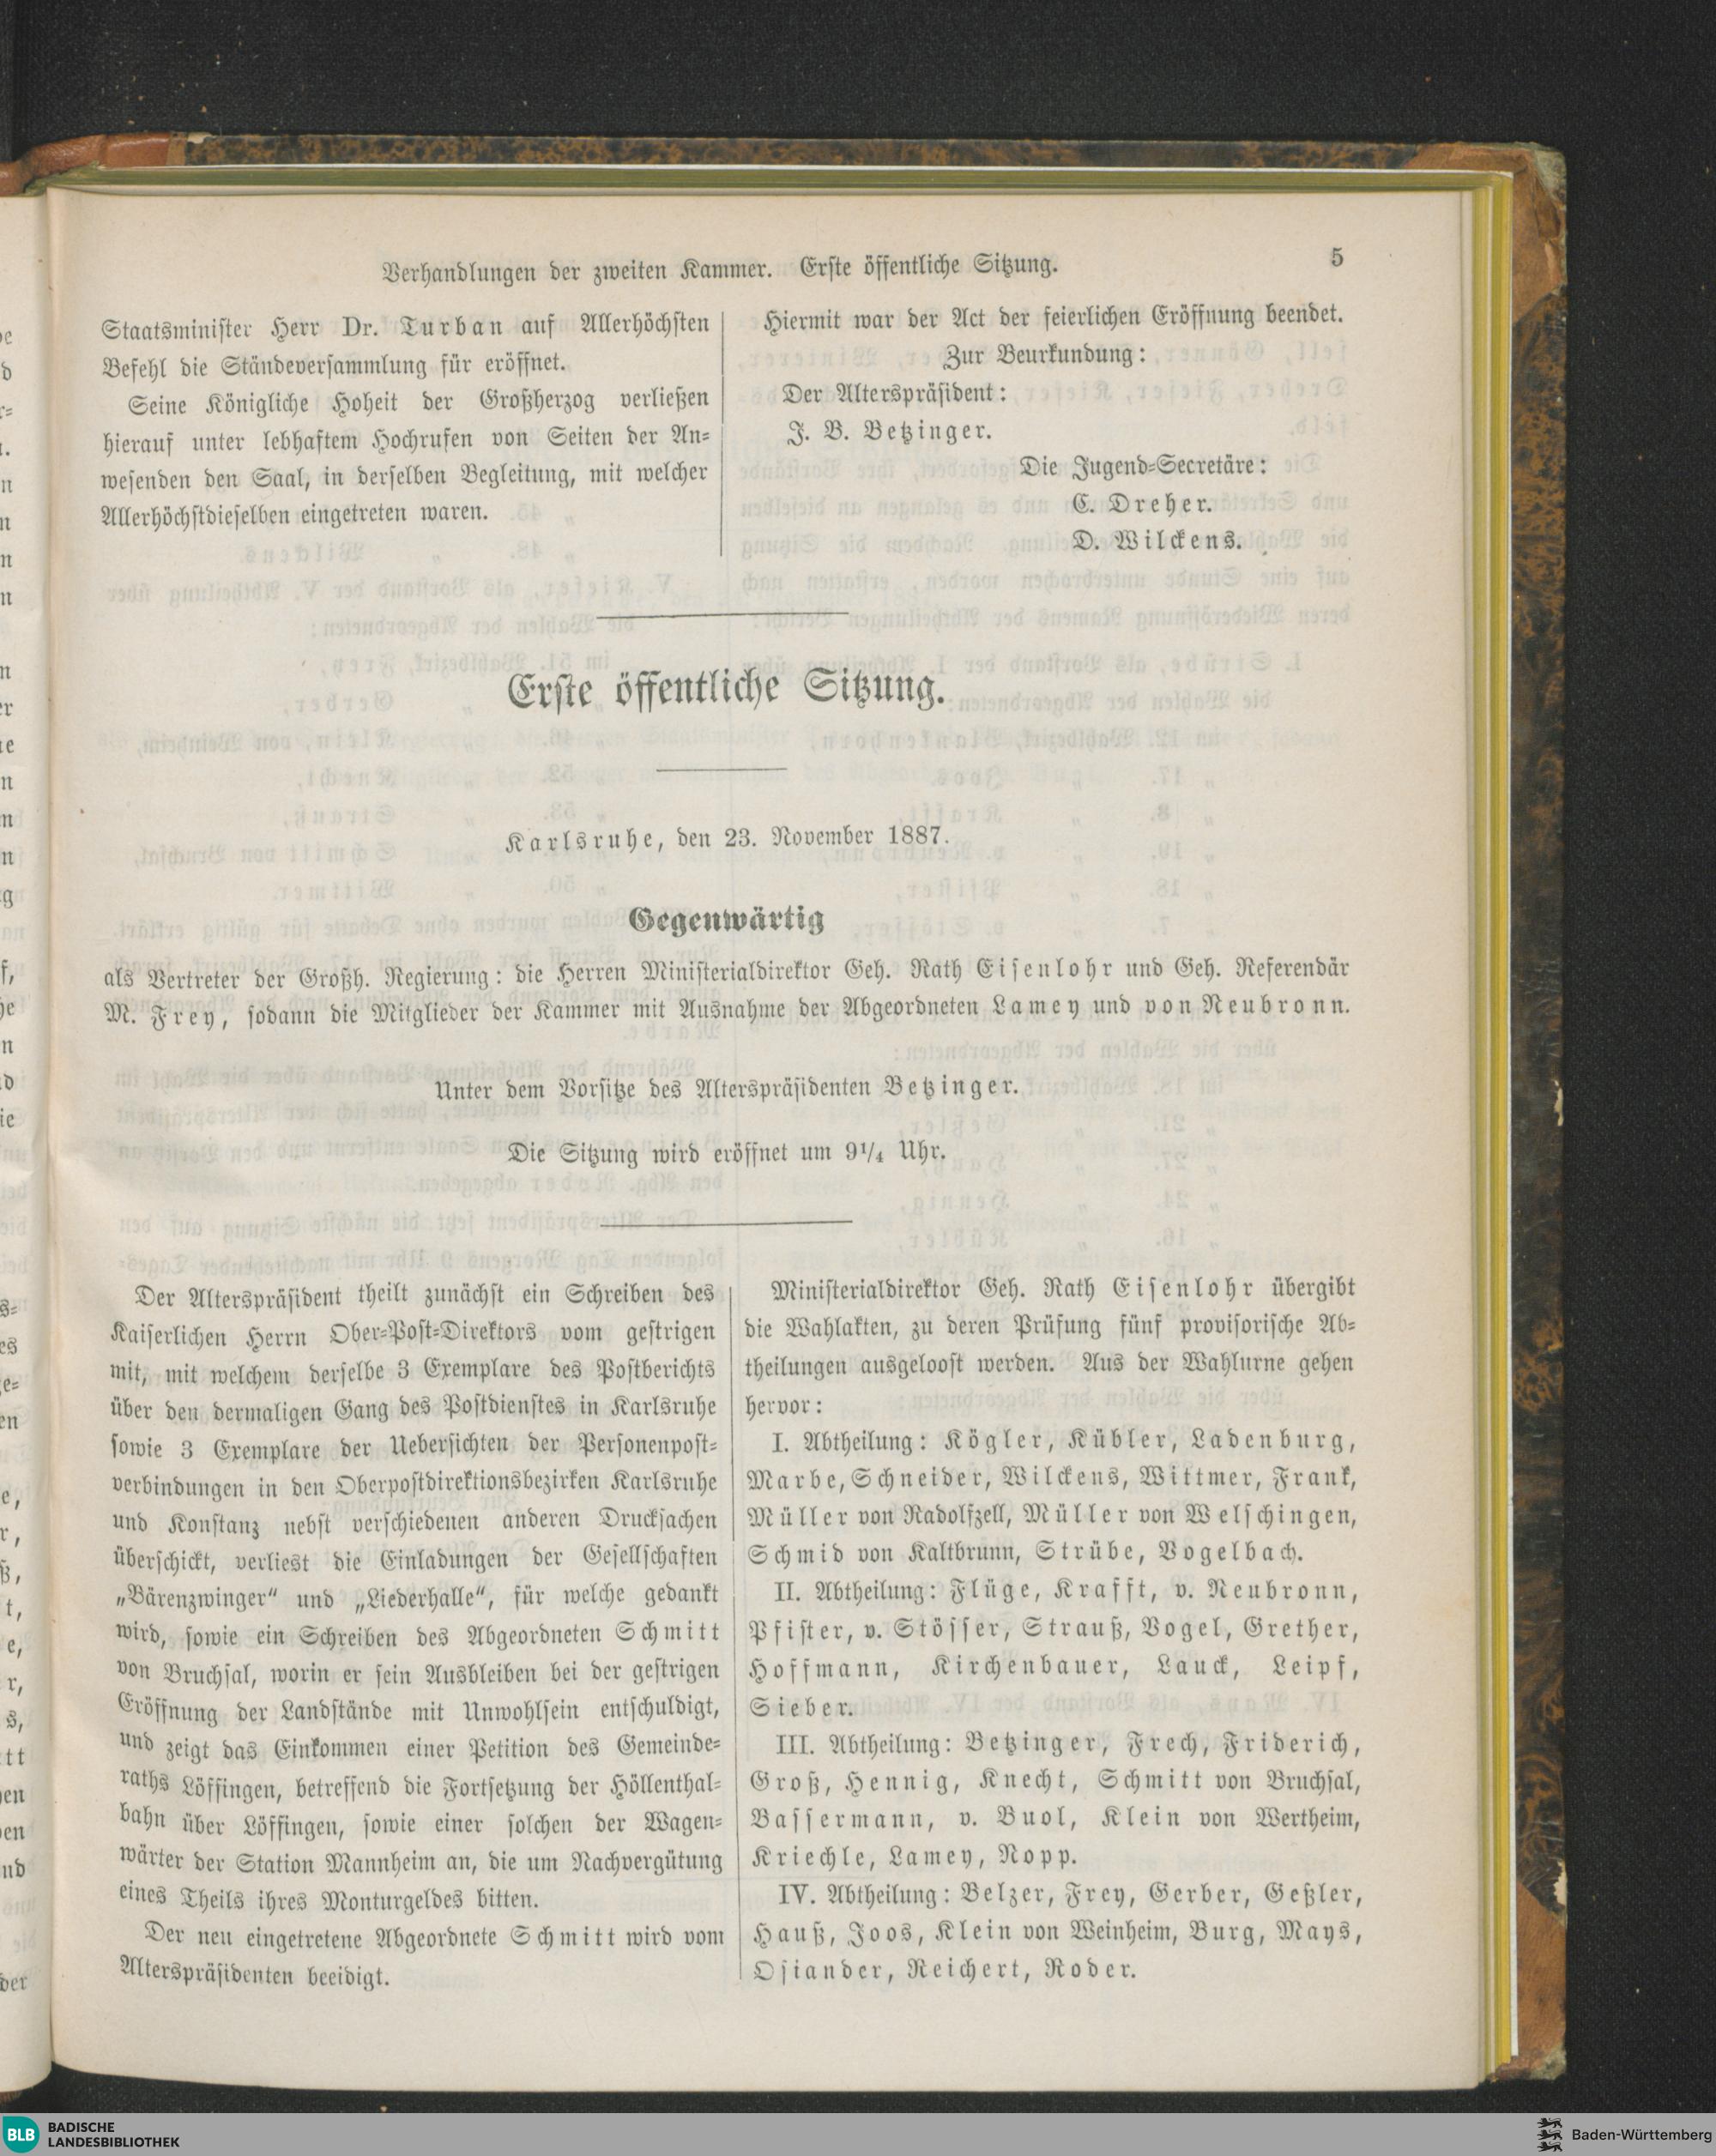 Verhandlungen der zweiten Kammer. Erste öffentliche Sitzung.
5
Staatsminister Herr Dr. Turban auf Allerhöchsten
Befehl die Ständeversammlung für eröffnet.
Seine Königliche Hoheit der Großherzog verließen
hierauf unter lebhaftem Hochrufen von Seiten der An-
wesenden den Saal, in derselben Begleitung, mit welcher
Allerhöchstdieselben eingetreten waren.
Hiermit war der Act der feierlichen Eröffnung beendet.
Zur Beurkundung:
Der Alterspräsident:
J. B. Betzinger.
Die Jugend-Secretäre:
E. Dreher.
D. Wilckens.
Erste öffentliche Sitzung.
Karlsruhe, den 23. November 1887.
Gegenwärtig
als Vertreter der Großh. Regierung: die Herren Ministerialdirektor Geh. Rath Eisenlohr und Geh. Referendär
M. Frey, sodann die Mitglieder der Kammer mit Ausnahme der Abgeordneten Lamey und von Neubronn.
Unter dem Vorsitze des Alterspräsidenten Betzinger.
Die Sitzung wird eröffnet um 9¼ Uhr.
Der Alterspräsident theilt zunächst ein Schreiben des
Kaiserlichen Herrn Ober-Post-Direktors vom gestrigen
mit, mit welchem derselbe 3 Exemplare des Postberichts
über den dermaligen Gang des Postdienstes in Karlsruhe
sowie 3 Exemplare der Uebersichten der Personenpost-
verbindungen in den Oberpostdirektionsbezirken Karlsruhe
und Konstanz nebst verschiedenen anderen Drucksachen
überschickt, verliest die Einladungen der Gesellschaften
„Bärenzwinger“ und „Liederhalle“, für welche gedankt
wird, sowie ein Schreiben des Abgeordneten Schmitt
von Bruchsal, worin er sein Ausbleiben bei der gestrigen
Eröffnung der Landstände mit Unwohlsein entschuldigt,
und zeigt das Einkommen einer Petition des Gemeinde-
raths Löffingen, betreffend die Fortsetzung der Höllenthal-
bahn über Löffingen, sowie einer solchen der Wagen-
wärter der Station Mannheim an, die um Nachvergütung
eines Theils ihres Monturgeldes bitten.
Der neu eingetretene Abgeordnete Schmitt wird vom
Alterspräsidenten beeidigt.
Ministerialdirektor Geh. Rath Eisenlohr übergibt
die Wahlakten, zu deren Prüfung fünf provisorische Ab-
theilungen ausgeloost werden. Aus der Wahlurne gehen
hervor:
I. Abtheilung: Kögler, Kübler, Ladenburg,
Marbe, Schneider, Wilckens, Wittmer, Frank,
Müller von Radolfzell, Müller von Welschingen,
Schmid von Kaltbrunn, Strübe, Vogelbach.
II. Abtheilung: Flüge, Krafft, v. Neubronn,
Pfister, v. Stösser, Strauß, Vogel, Grether,
Hoffmann, Kirchenbauer, Lauck, Leipf,
Sieber.
III. Abtheilung: Betzinger, Frech, Friderich,
Groß, Hennig, Knecht, Schmitt von Bruchsal,
Bassermann, v. Buol, Klein von Wertheim,
Kriechle, Lamey, Nopp.
IV. Abtheilung: Belzer, Frey, Gerber, Geßler,
Hauß, Joos, Klein von Weinheim, Burg, Mays,
Osiander, Reichert, Roder.
BLB BADISCHE
LANDESBIBLIOTHEK
Baden-Württemberg